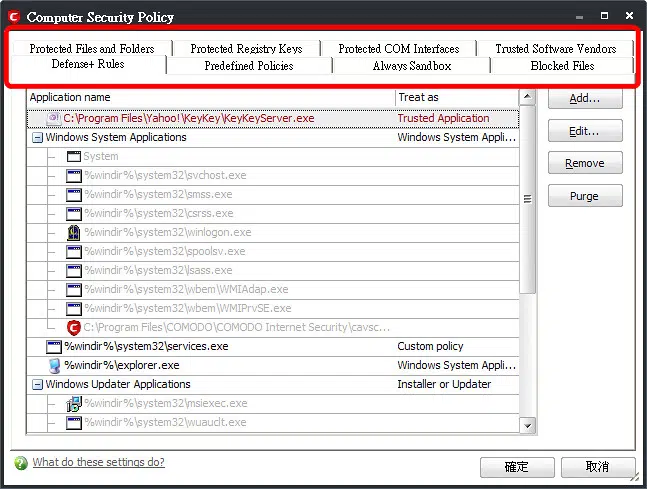 Computer Security Policy
Protected Files and Folders Protected Registry Keys Protected COM Interfaces Trusted Software Vendors
Defense+ Rules Predefined Policies Always Sandbox Blocked Files
Application name Treat as
Add...
C:\Program Files\Yahoo!\KeyKey\KeyKeyServer.exe Trusted Application
Windows System Applications Windows System Appli...
Edit...
System
Remove
%windir%\system32\svchost.exe
%windir%\system32\smss.exe
Purge
%windir%\system32\csrss.exe
%windir%\system32\winlogon.exe
%windir%\system32\spoolsv.exe
%windir%\system32\lsass.exe
%windir%\system32\wbem\WMIAdap.exe
%windir%\system32\wbem\WMIPrvSE.exe
C:\Program Files\COMODO\COMODO Internet Security\cavsc...
%windir%\system32\services.exe Custom policy
%windir%\explorer.exe Windows System Appli...
Windows Updater Applications Installer or Updater
%windir%\system32\msiexec.exe
%windir%\system32\wuauclt.exe
What do these settings do?
確定 取消